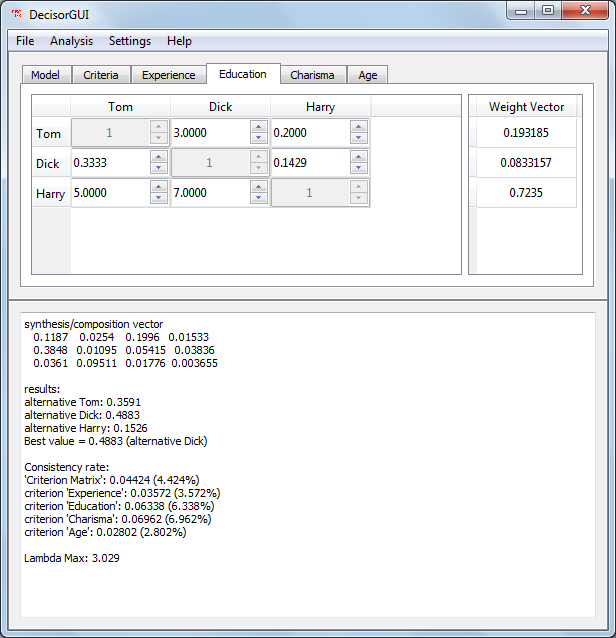 DecisorGUI
File Analysis Settings Help
Model Criteria Experience Education Charisma Age
Tom Dick Harry Weight Vector
Tom 1 3.0000 0.2000 0.193185
Dick 0.3333 1 0.1429 0.0833157
Harry 5.0000 7.0000 1 0.7235
synthesis/composition vector
0.1187 0.0254 0.1996 0.01533
0.3848 0.01095 0.05415 0.03836
0.0361 0.09511 0.01776 0.003655
results:
alternative Tom: 0.3591
alternative Dick: 0.4883
alternative Harry: 0.1526
Best value = 0.4883 (alternative Dick)
Consistency rate:
'Criterion Matrix': 0.04424 (4.424%)
criterion 'Experience': 0.03572 (3.572%)
criterion 'Education': 0.06338 (6.338%)
criterion 'Charisma': 0.06962 (6.962%)
criterion 'Age': 0.02802 (2.802%)
Lambda Max: 3.029